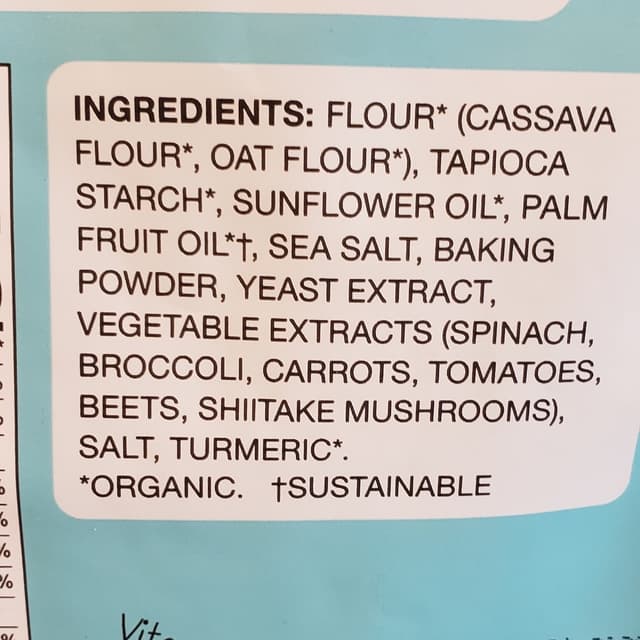 INGREDIENTS: FLOUR* (CASSAVA
FLOUR*, OAT FLOUR*), TAPIOCA
STARCH*, SUNFLOWER OIL*, PALM
FRUIT OIL*†, SEA SALT, BAKING
POWDER, YEAST EXTRACT,
VEGETABLE EXTRACTS (SPINACH,
BROCCOLI, CARROTS, TOMATOES,
BEETS, SHIITAKE MUSHROOMS),
SALT, TURMERIC*.
*ORGANIC. †SUSTAINABLE
%
%
%